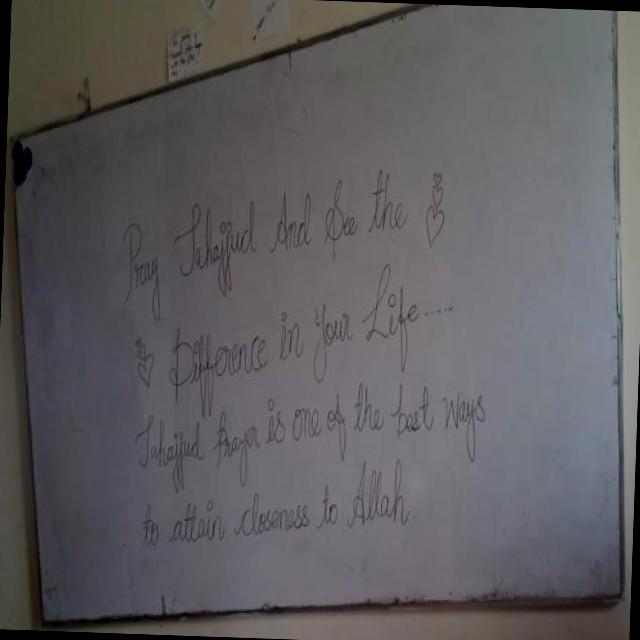 Pray Tahajjud And See the
Difference in Your Life.....
Tahajjud Prayer is one of the best ways
to attain closeness to Allah.